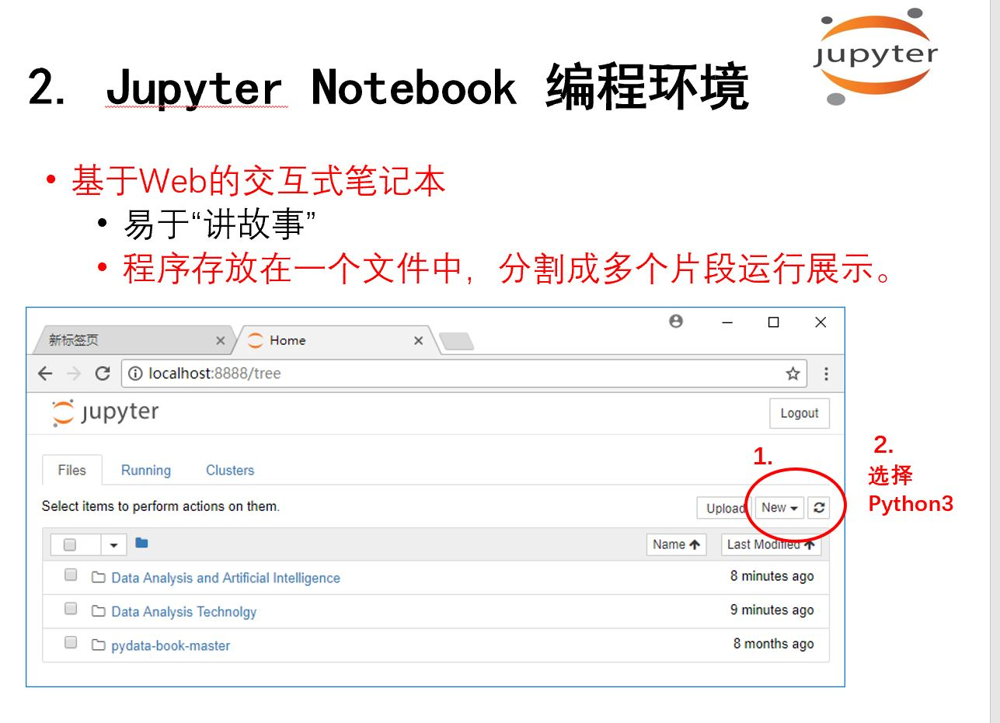 jupyter
2. Jupyter Notebook 编程环境
• 基于Web的交互式笔记本
• 易于“讲故事”
• 程序存放在一个文件中，分割成多个片段运行展示。
新标签页
Home
localhost:8888/tree
jupyter
Logout
1.
2.
选择
Python3
Files Running Clusters
Select items to perform actions on them.
Upload New
Name Last Modified
Data Analysis and Artificial Intelligence 8 minutes ago
Data Analysis Technolgy 9 minutes ago
pydata-book-master 8 months ago